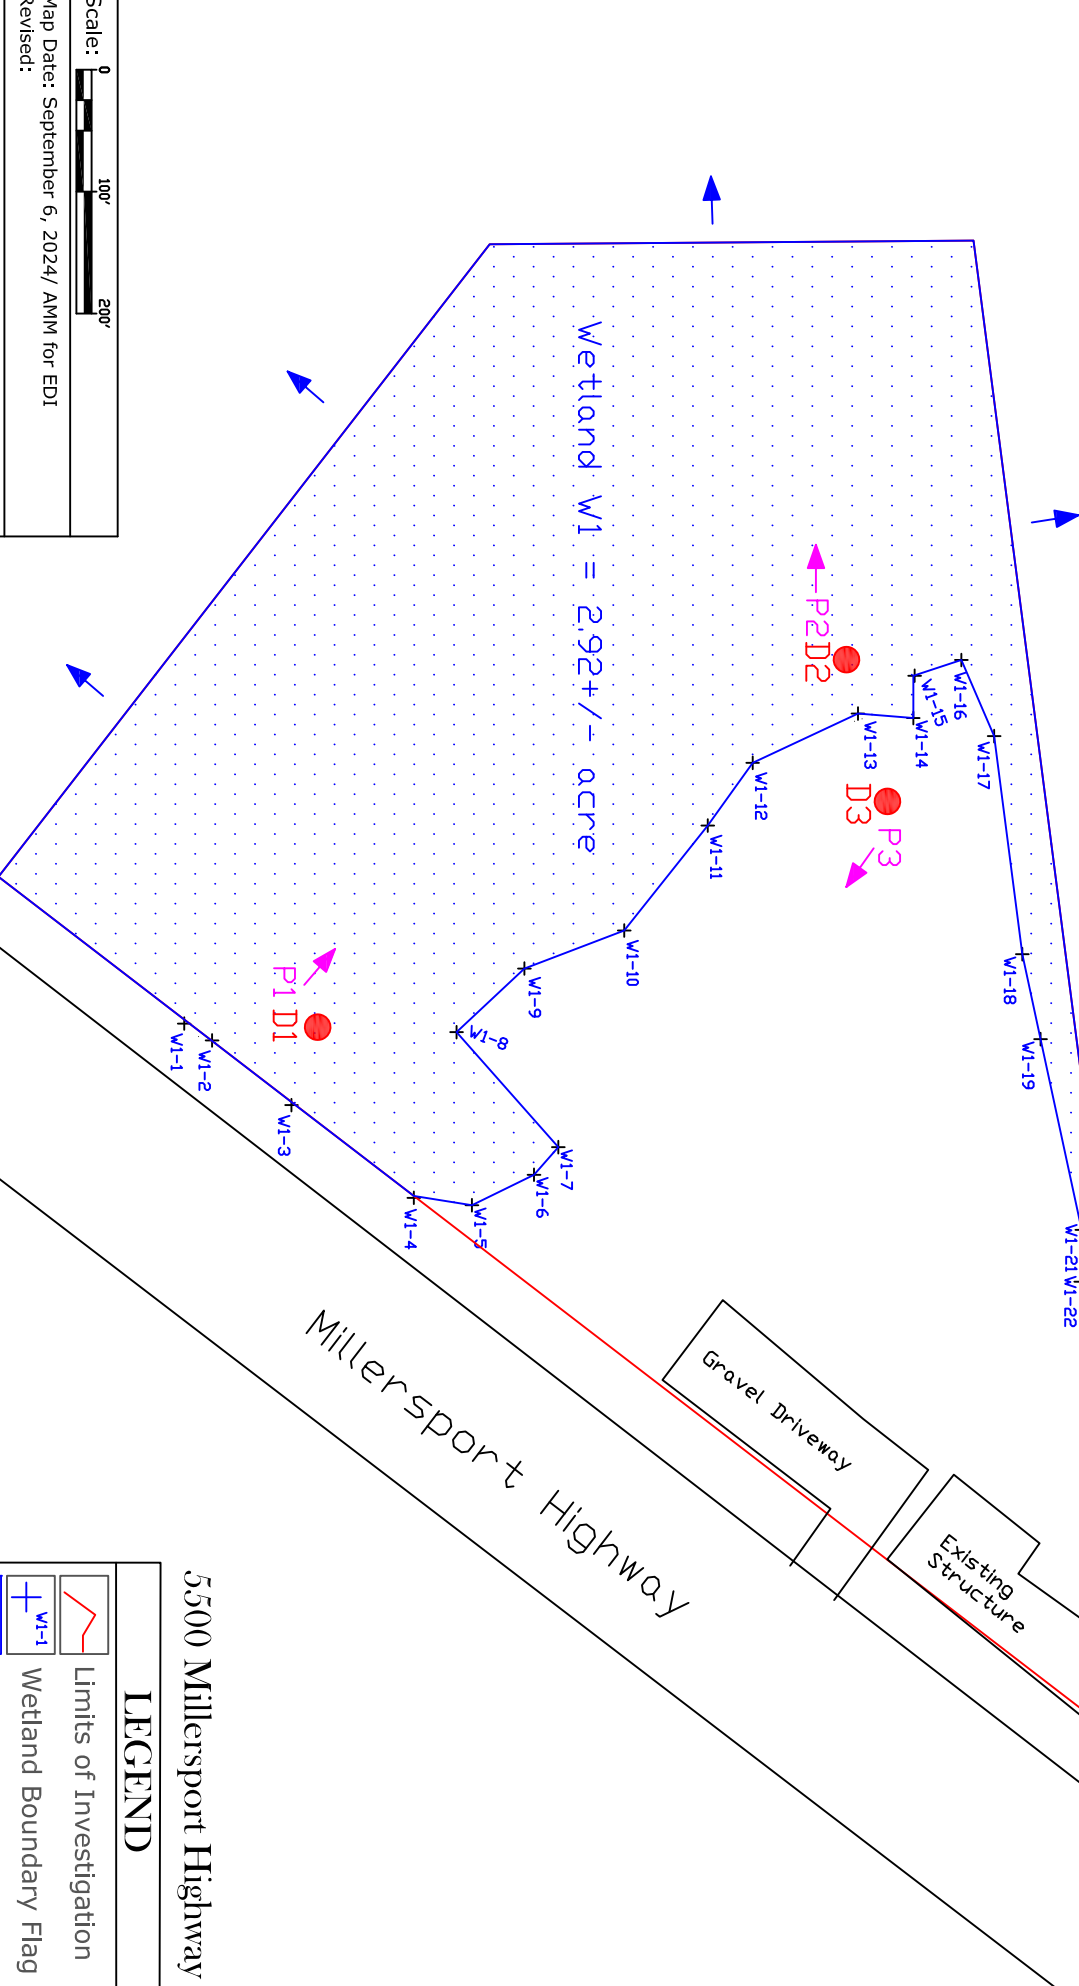 Wetland W1 = 2.92+/- acre
W1-1
W1-2
W1-3
W1-4
W1-5
W1-6
W1-7
W1-8
W1-9
W1-10
W1-11
W1-12
W1-13
W1-14
W1-15
W1-16
W1-17
W1-18
W1-19
W1-21
W1-22
P1
D1
P2
D2
P3
D3
Gravel Driveway
Existing
Structure
Millersport Highway
Scale:
0
100'
200'
Map Date: September 6, 2024/ AMM for EDI
Revised:
5500 Millersport Highway
LEGEND
Limits of Investigation
W1-1
Wetland Boundary Flag